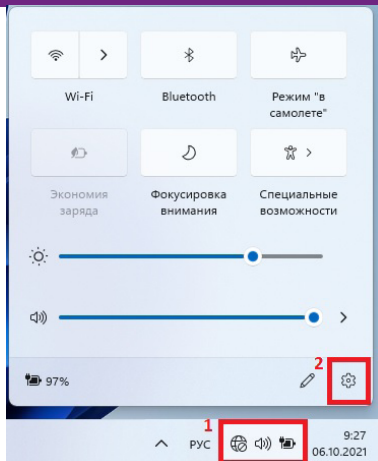 Wi-Fi Bluetooth Режим "в
самолете"
Экономия Фокусировка Специальные
заряда внимания возможности
97% 2
1
РУС 9:27
06.10.2021